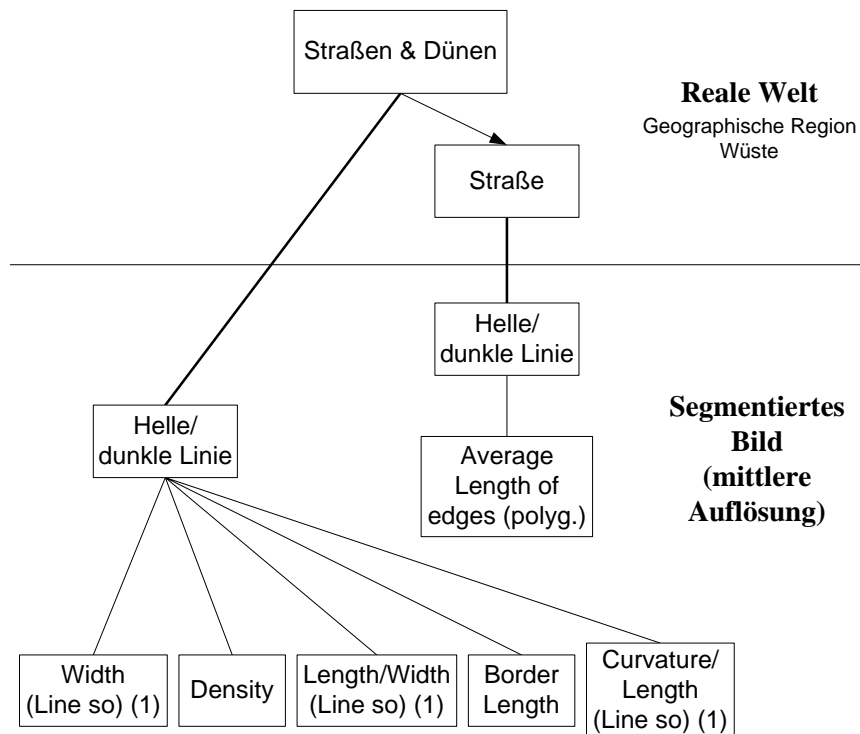 Straßen & Dünen
Reale Welt
Geographische Region
Wüste
Straße
Helle/
dunkle Linie
Helle/
dunkle Linie
Average
Length of
edges (polyg.)
Segmentiertes
Bild
(mittlere
Auflösung)
Width
(Line so) (1)
Density
Length/Width
(Line so) (1)
Border
Length
Curvature/
Length
(Line so) (1)